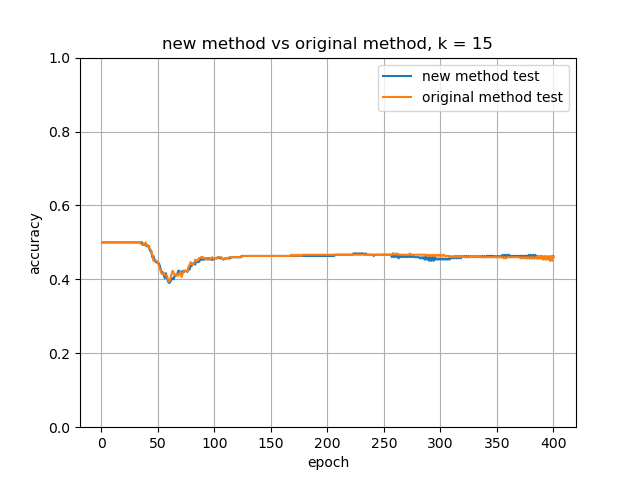 new method vs original method, k = 15
new method test
original method test
1.0
0.8
0.6
0.4
0.2
0.0
accuracy
0 50 100 150 200 250 300 350 400
epoch